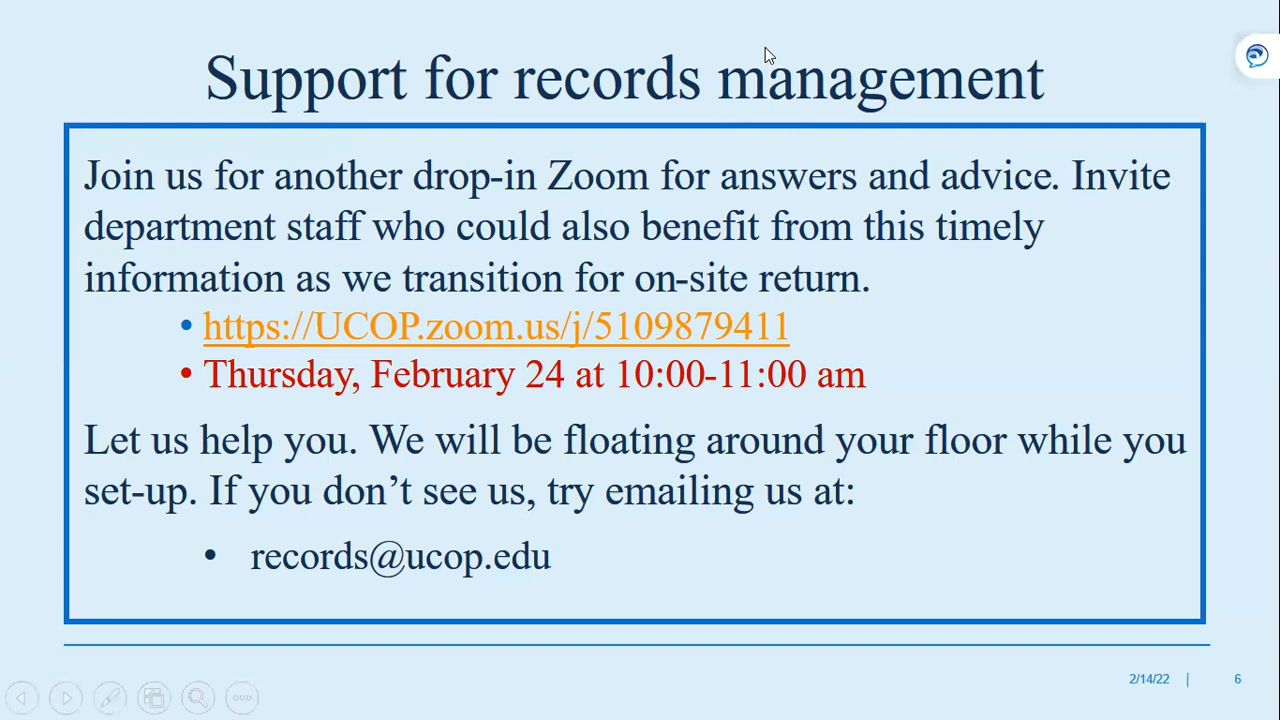 Support for records management
Join us for another drop-in Zoom for answers and advice. Invite
department staff who could also benefit from this timely
information as we transition for on-site return.
• https://UCOP.zoom.us/j/5109879411
• Thursday, February 24 at 10:00-11:00 am
Let us help you. We will be floating around your floor while you
set-up. If you don’t see us, try emailing us at:
• records@ucop.edu
2/14/22 | 6